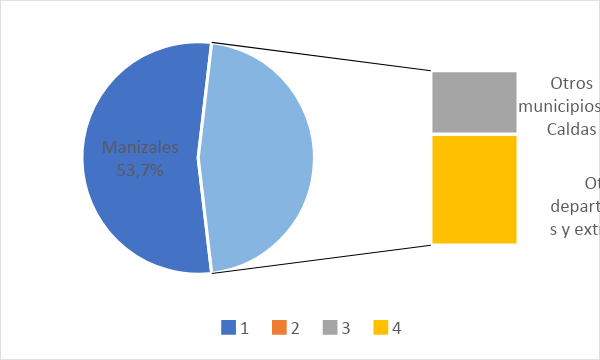 Manizales
53,7%
Otros
municipios
Caldas
s y
1 2 3 4